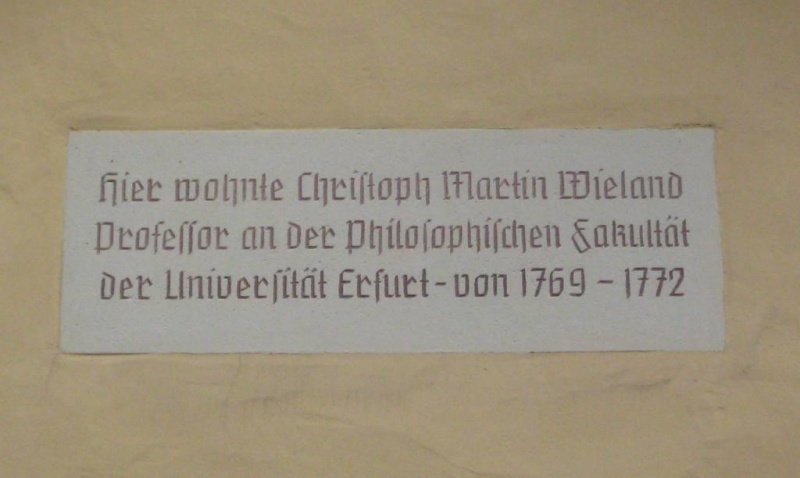 Hier wohnte Chriſtoph Martin Wieland
Profeſſor an der Philoſophiſchen Fakultät
der Univerſität Erfurt - von 1769 - 1772